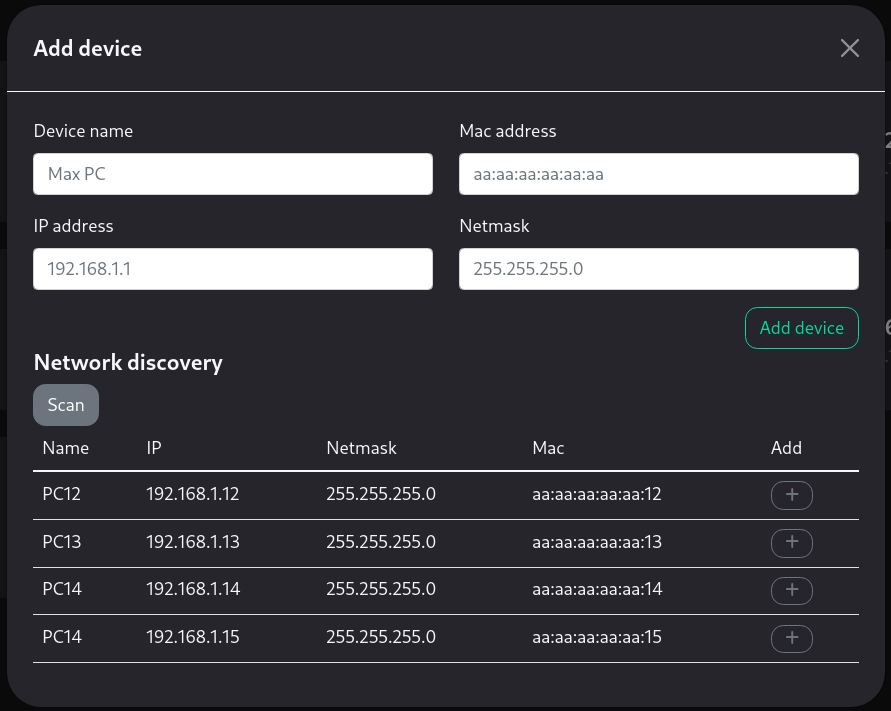 Add device
Device name Mac address
Max PC aa:aa:aa:aa:aa:aa
IP address Netmask
192.168.1.1 255.255.255.0
Add device
Network discovery
Scan
Name IP Netmask Mac Add
PC12 192.168.1.12 255.255.255.0 aa:aa:aa:aa:aa:12 +
PC13 192.168.1.13 255.255.255.0 aa:aa:aa:aa:aa:13 +
PC14 192.168.1.14 255.255.255.0 aa:aa:aa:aa:aa:14 +
PC14 192.168.1.15 255.255.255.0 aa:aa:aa:aa:aa:15 +